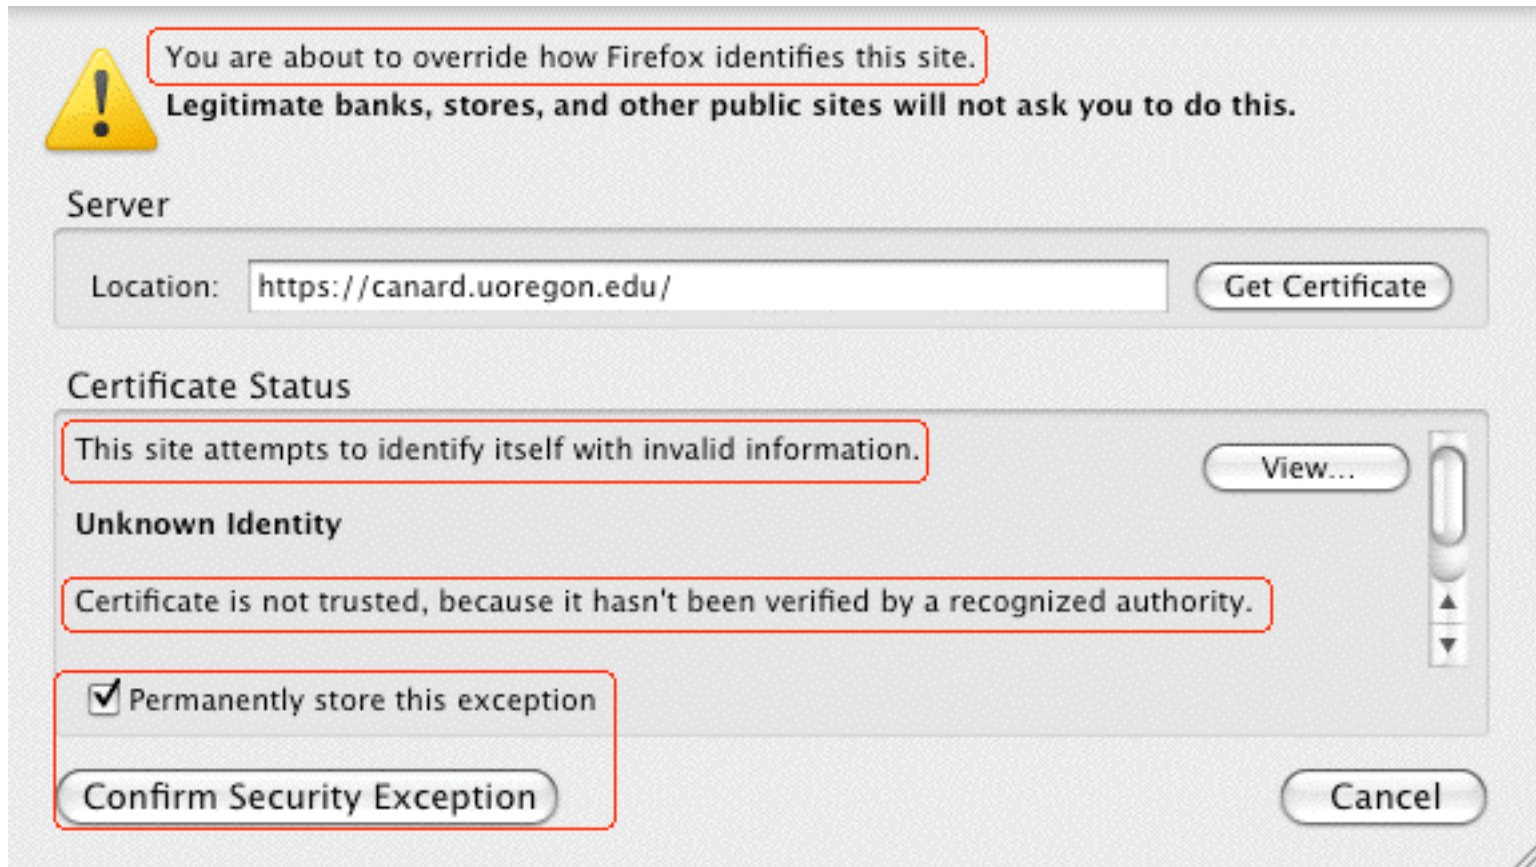 You are about to override how Firefox identifies this site.
Legitimate banks, stores, and other public sites will not ask you to do this.
Server
Location: https://canard.uoregon.edu/ Get Certificate
Certificate Status
This site attempts to identify itself with invalid information.
View...
Unknown Identity
Certificate is not trusted, because it hasn't been verified by a recognized authority.
Permanently store this exception
Confirm Security Exception Cancel